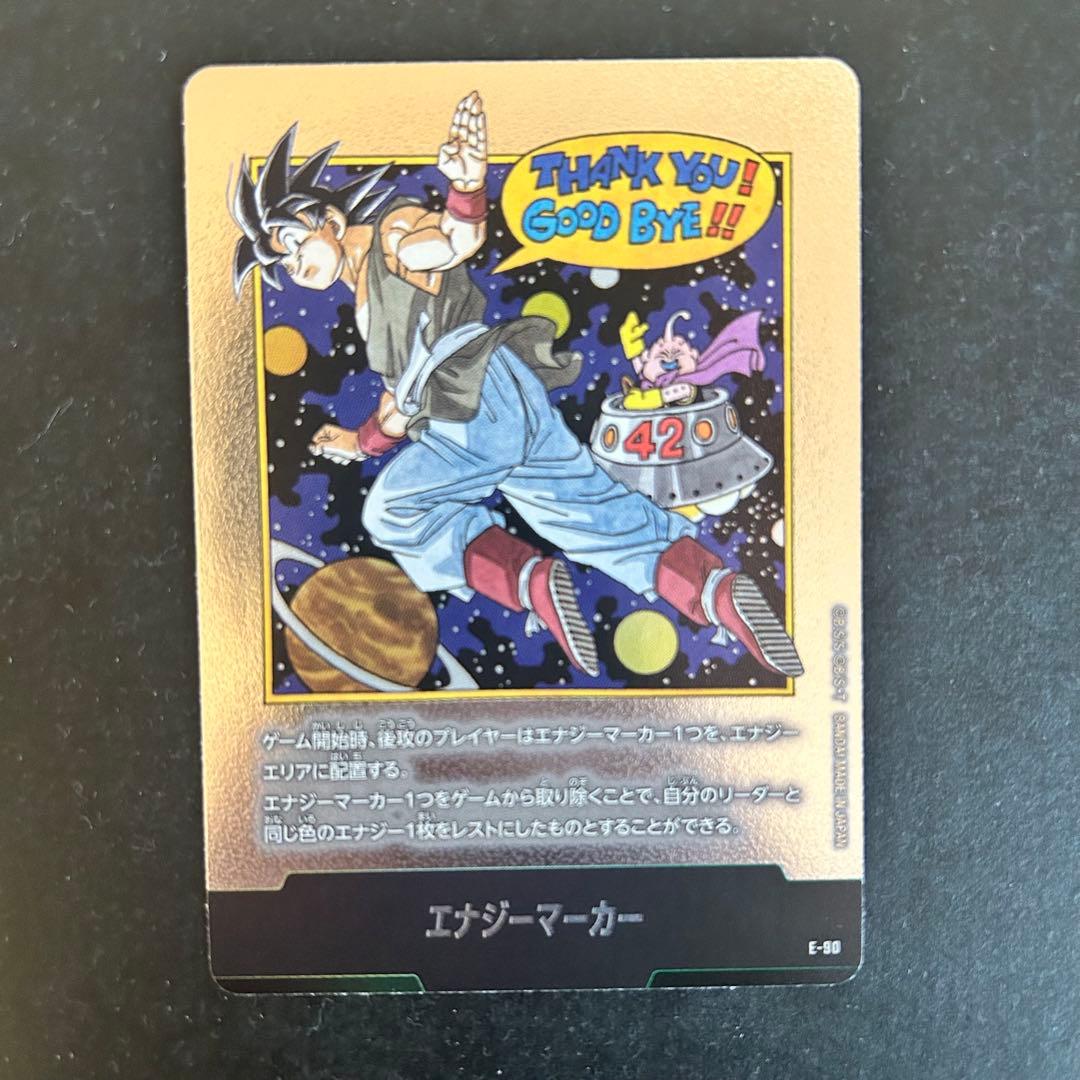 THANK YOU!
GOOD BYE!!
42
ゲーム開始時、後攻のプレイヤーはエナジーマーカー1つを、エナジー
エリアに配置する。
エナジーマーカー1つをゲームから取り除くことで、自分のリーダーと
同じ色のエナジー1枚をレストにしたものとすることができる。
©B.S./S. ©B.S.・T BANDAI MADE IN JAPAN
エナジーマーカー
E-90